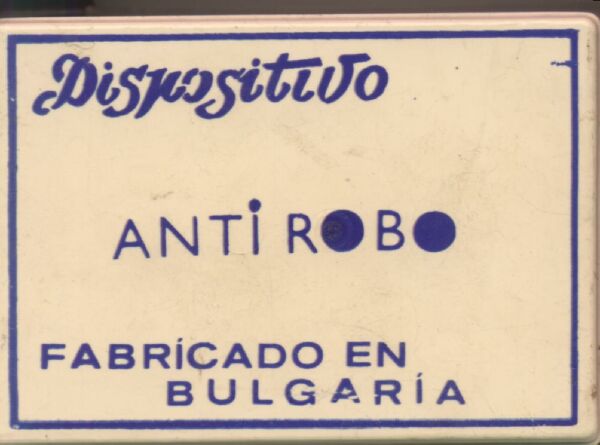 Dispositivo
ANTi ROBO
FABRíCADO EN
BULGARíA